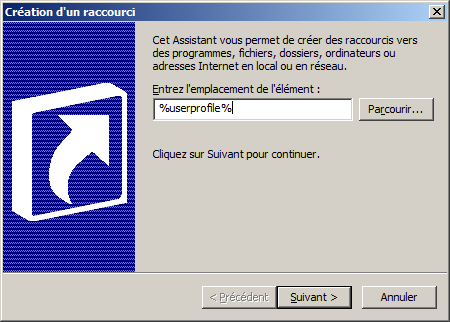 Création d'un raccourci
Cet Assistant vous permet de créer des raccourcis vers
des programmes, fichiers, dossiers, ordinateurs ou
adresses Internet en local ou en réseau.
Entrez l'emplacement de l'élément :
%userprofile%
Parcourir...
Cliquez sur Suivant pour continuer.
< Précédent
Suivant >
Annuler